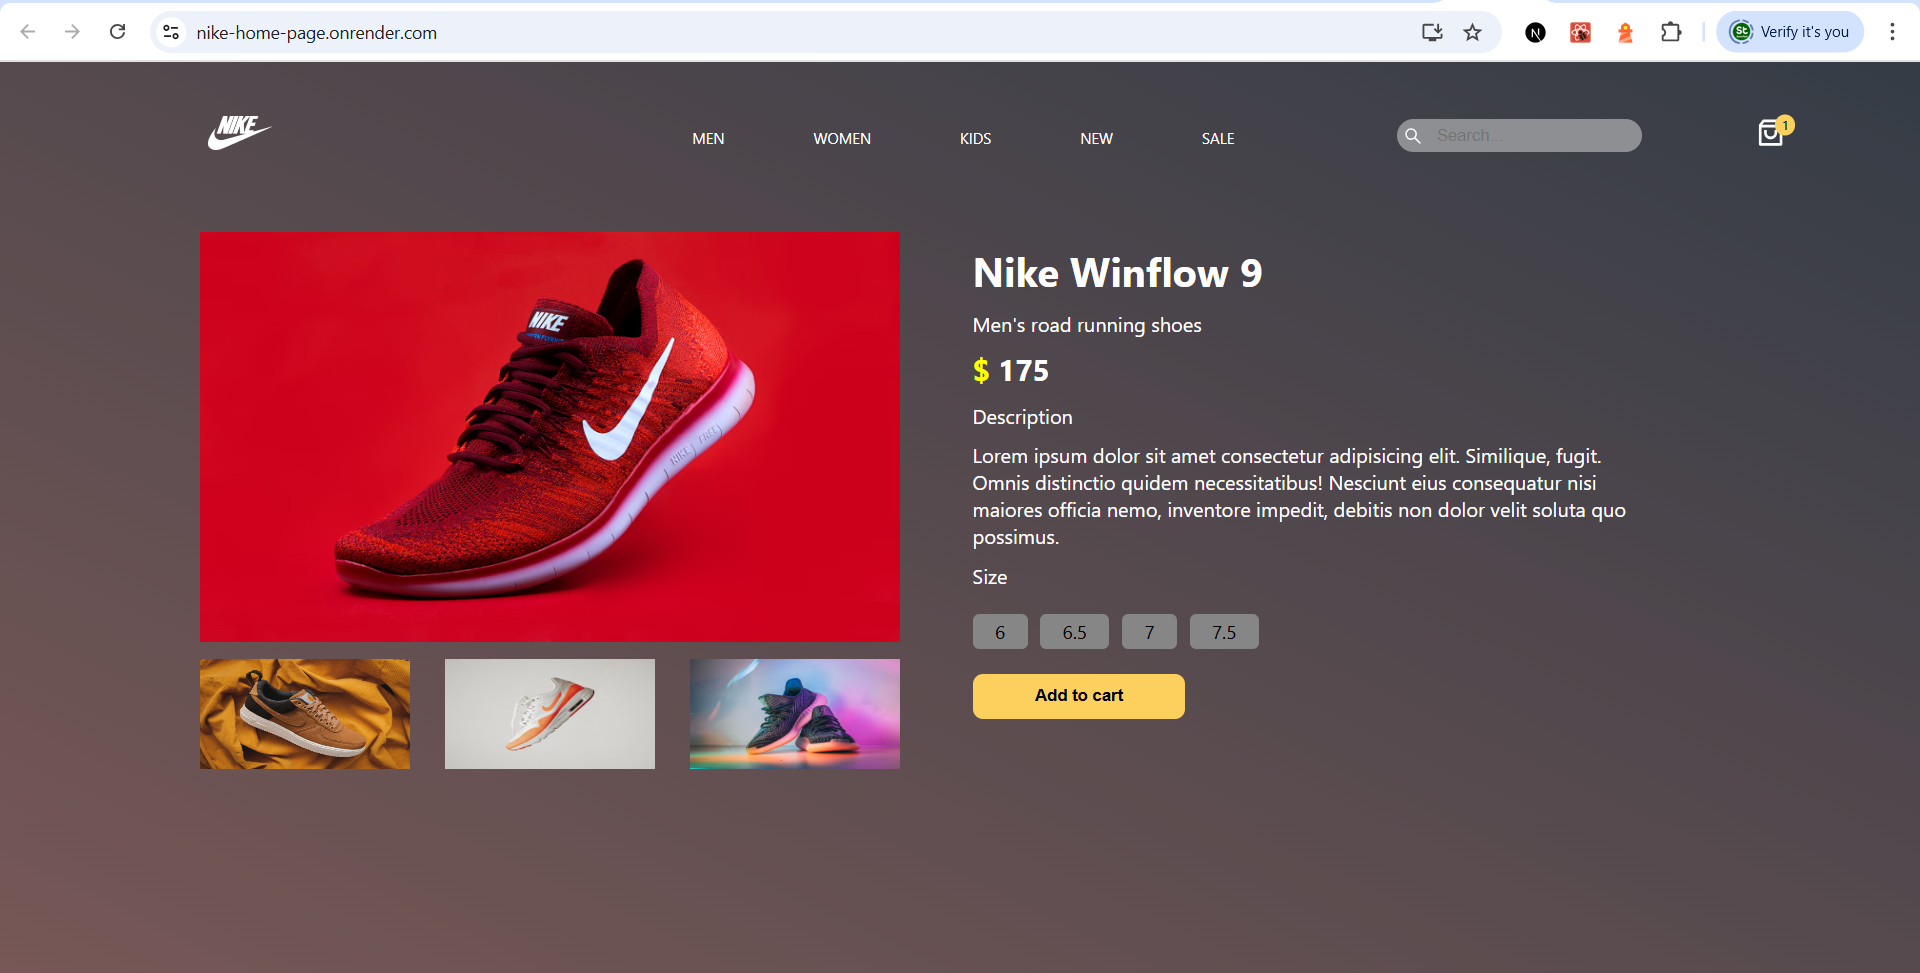 nike-home-page.onrender.com
N
St
Verify it's you
NIKE
MEN WOMEN KIDS NEW SALE
Search...
1
NIKE
NIKE FREE
Nike Winflow 9
Men's road running shoes
$ 175
Description
Lorem ipsum dolor sit amet consectetur adipisicing elit. Similique, fugit.
Omnis distinctio quidem necessitatibus! Nesciunt eius consequatur nisi
maiores officia nemo, inventore impedit, debitis non dolor velit soluta quo
possimus.
Size
6 6.5 7 7.5
Add to cart